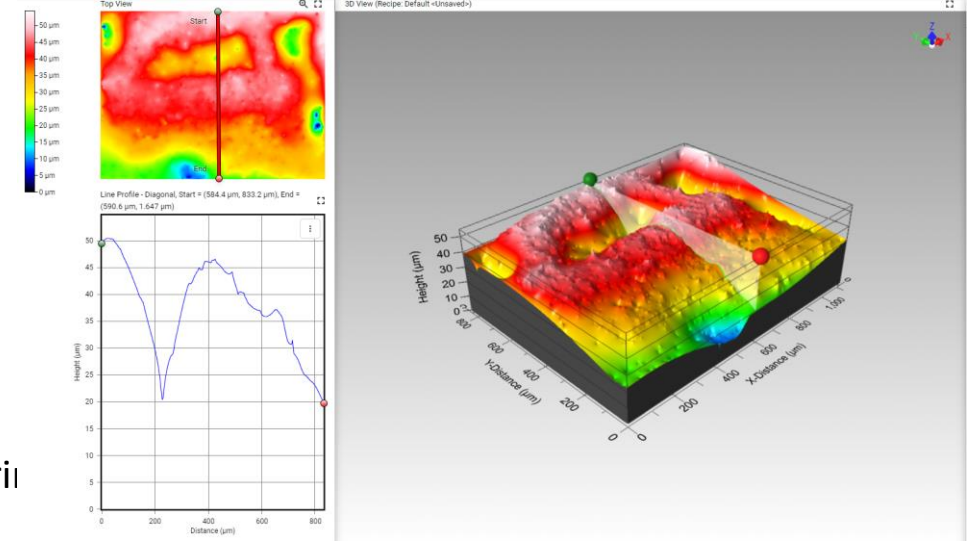 Top View
3D View (Recipe: Default <Unsaved>)
50 µm
45 µm
40 µm
35 µm
30 µm
25 µm
20 µm
15 µm
10 µm
5 µm
0 µm
Start
End
Line Profile - Diagonal, Start = (584.4 µm, 833.2 µm), End =
(590.6 µm, 1.647 µm)
50
45
40
35
30
25
20
15
10
5
0
Height (µm)
0 200 400 600 800
Distance (µm)
Z
Y X
50
40
30
20
10
0
Height (µm)
800
600
400
200
0
Y-Distance (µm)
0
200
400
600
800
1,000
X-Distance (µm)
0